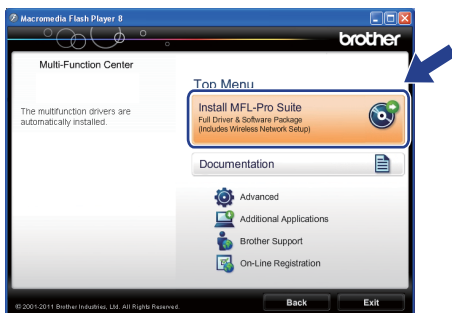 Macromedia Flash Player 8
brother
Multi-Function Center
The multifunction drivers are
automatically installed.
Top Menu
Install MFL-Pro Suite
Full Driver & Software Package
(Includes Wireless Network Setup)
Documentation
Advanced
Additional Applications
Brother Support
On-Line Registration
© 2001-2011 Brother Industries, Ltd. All Rights Reserved.
Back
Exit